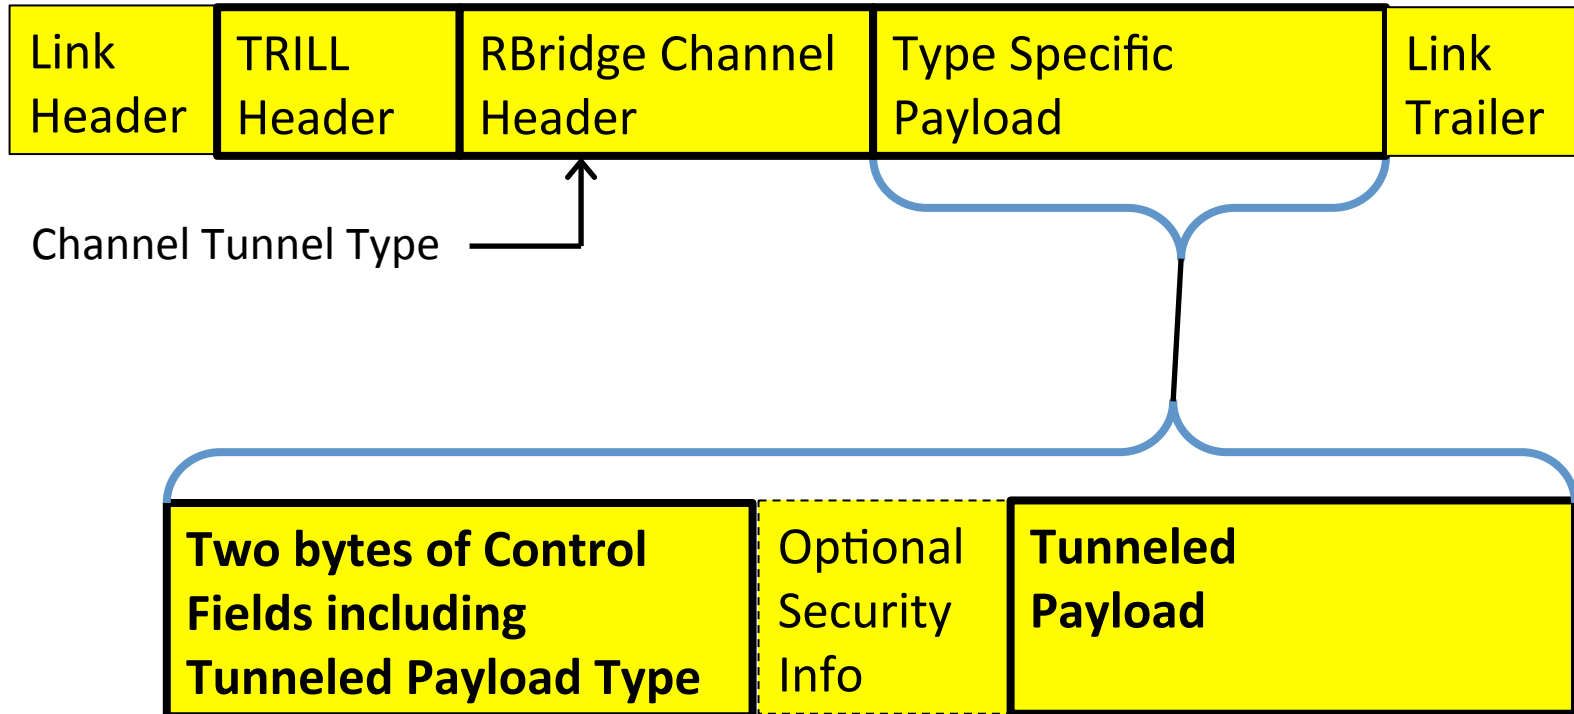 Link
Header
TRILL
Header
RBridge Channel
Header
Type Specific
Payload
Link
Trailer
Channel Tunnel Type
Two bytes of Control
Fields including
Tunneled Payload Type
Optional
Security
Info
Tunneled
Payload